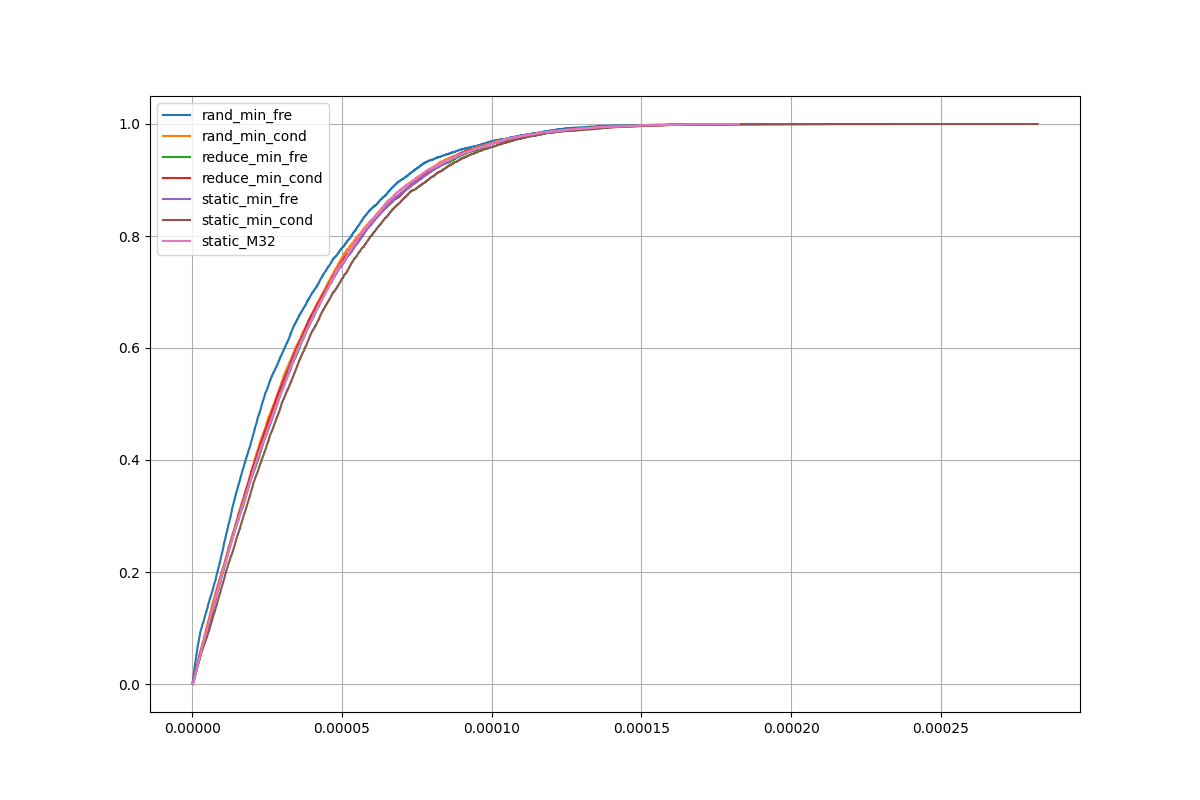 rand_min_fre
rand_min_cond
reduce_min_fre
reduce_min_cond
static_min_fre
static_min_cond
static_M32
1.0
0.8
0.6
0.4
0.2
0.0
0.00000 0.00005 0.00010 0.00015 0.00020 0.00025